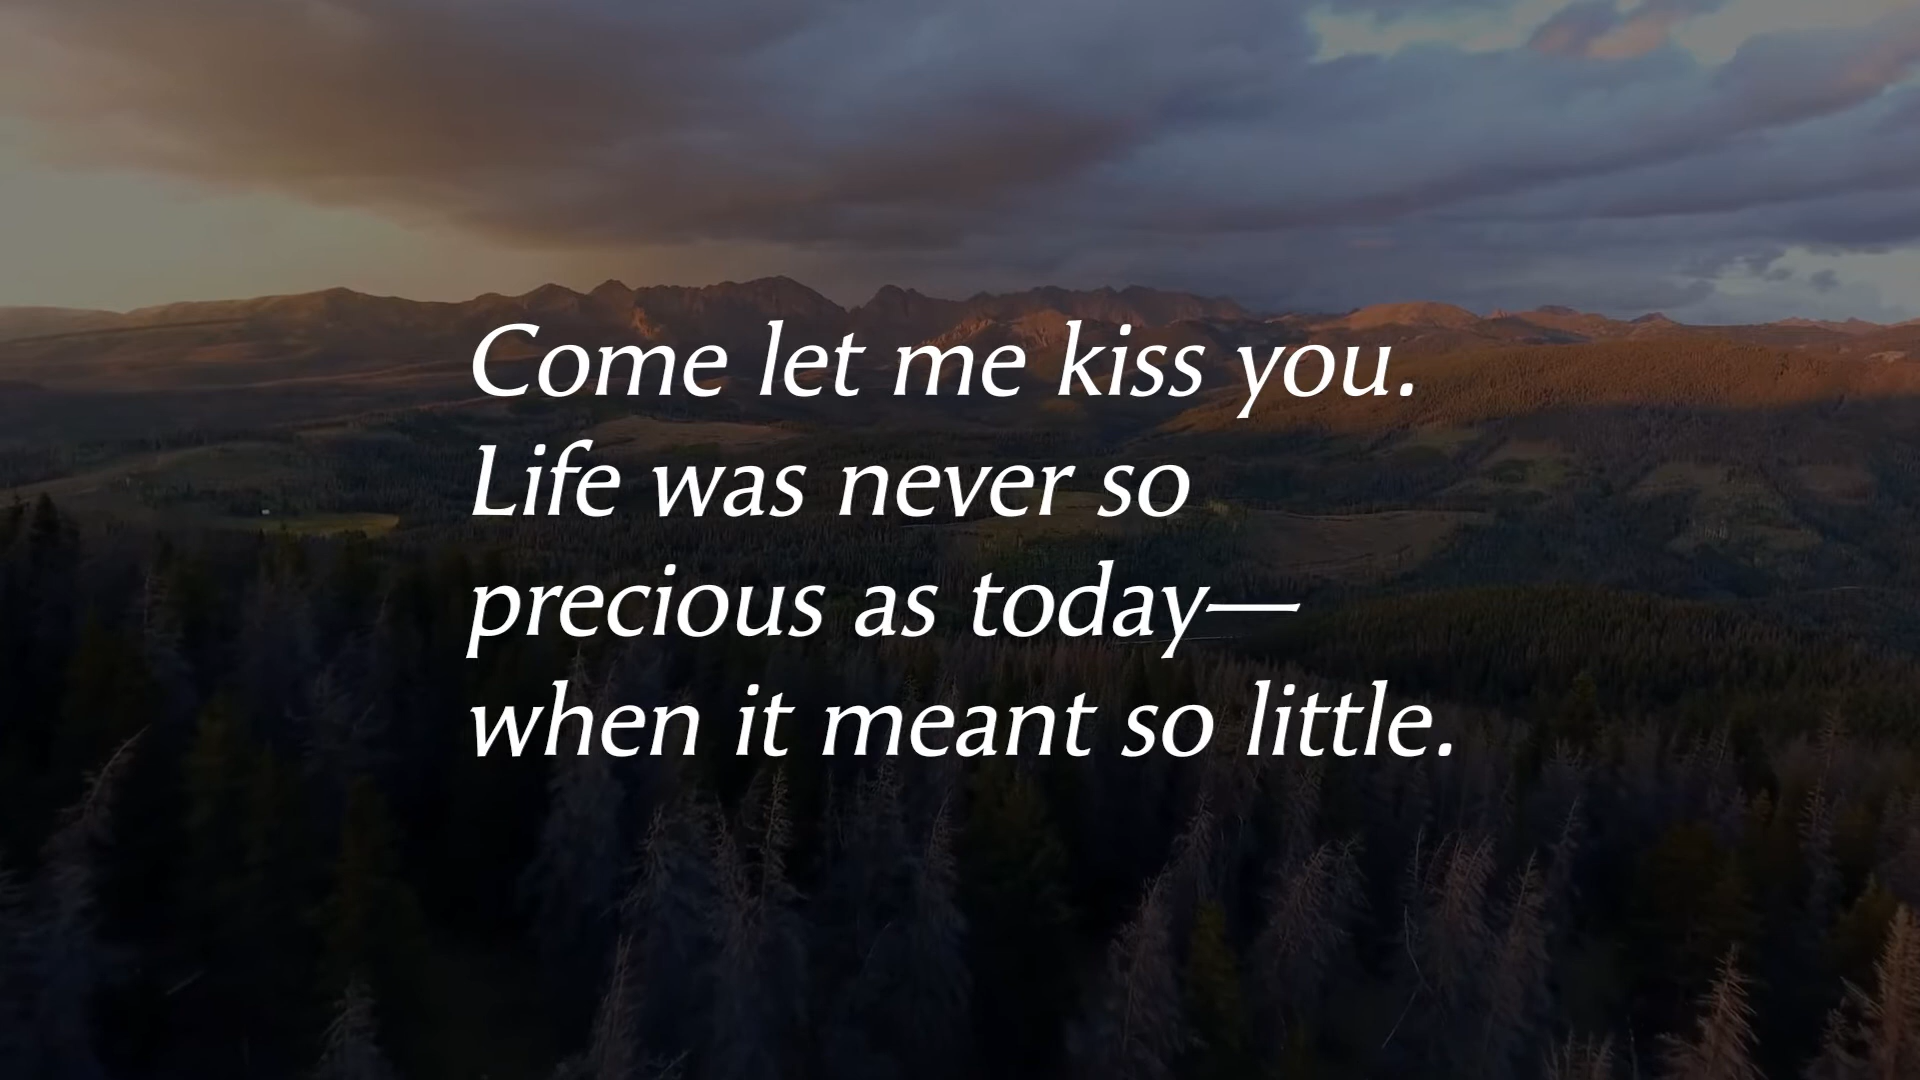 Come let me kiss you.
Life was never so
precious as today—
when it meant so little.